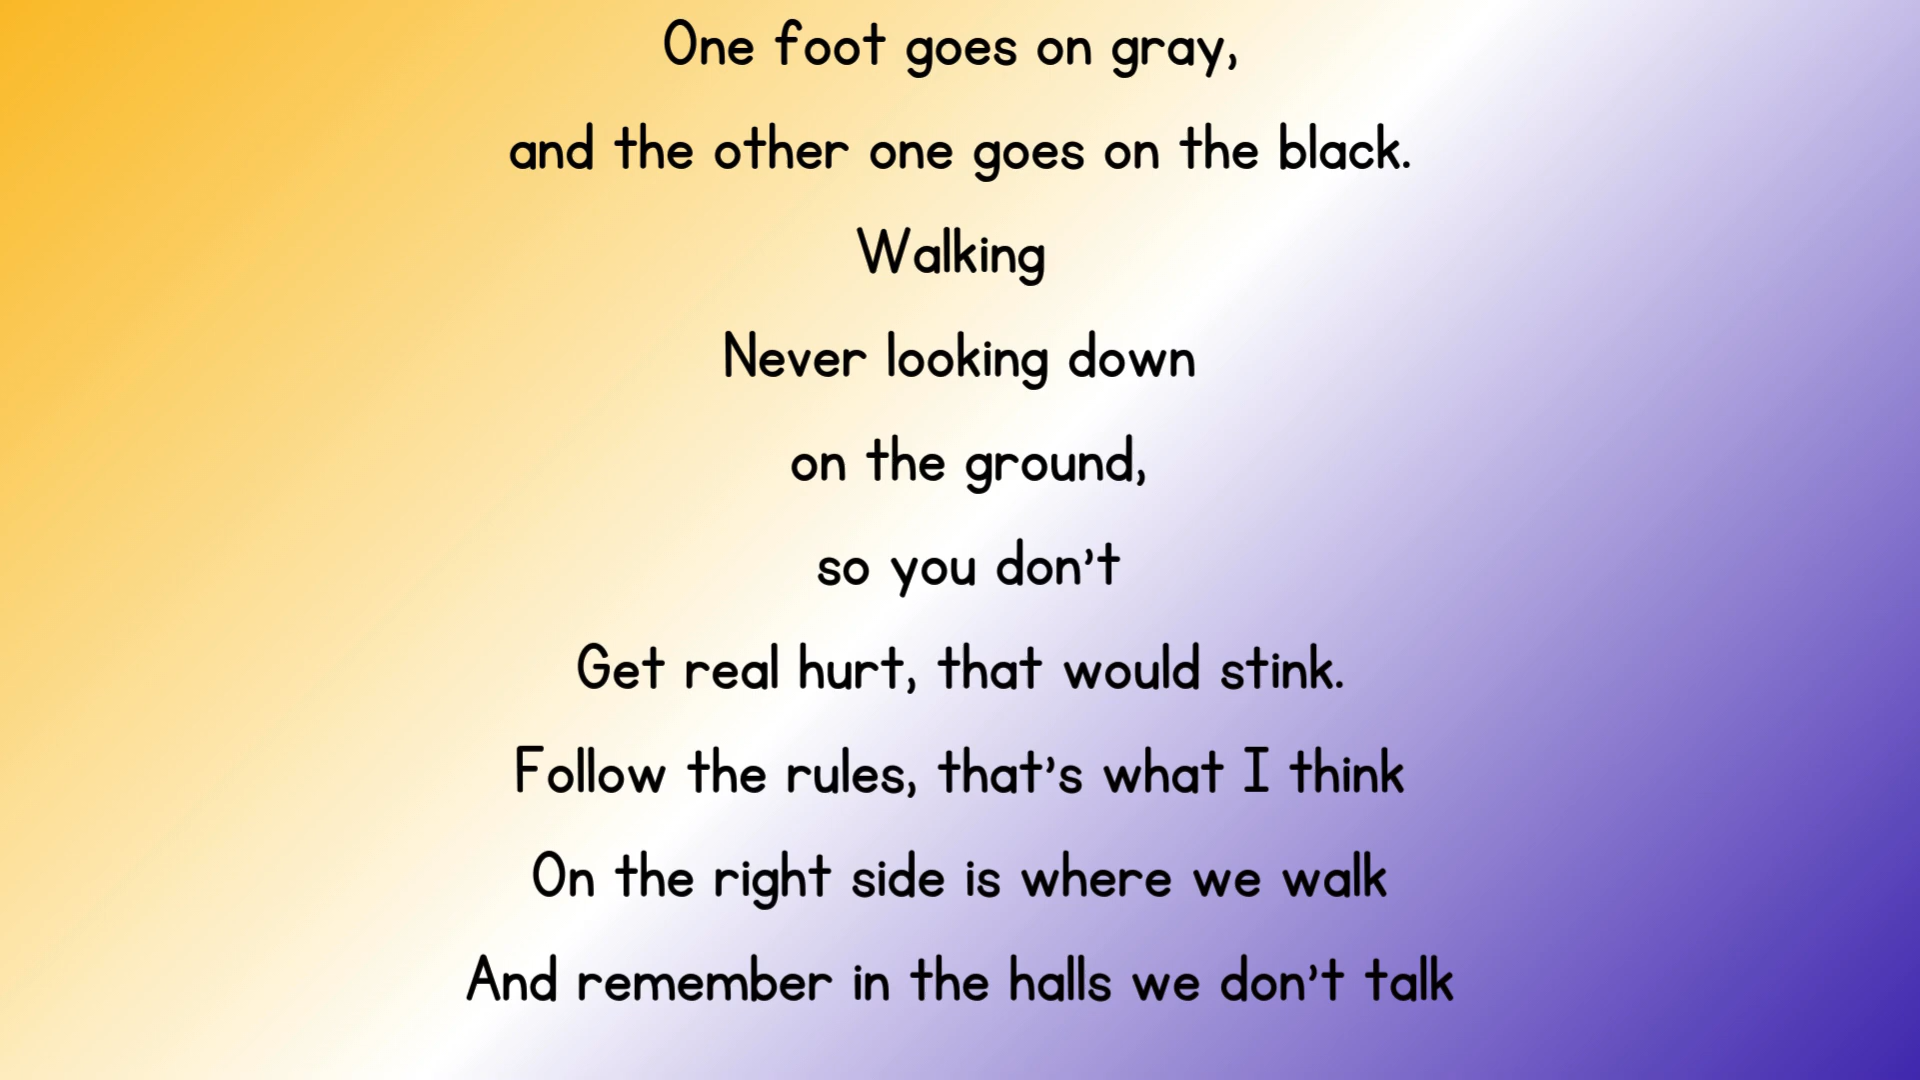 One foot goes on gray,
and the other one goes on the black.
Walking
Never looking down
on the ground,
so you don't
Get real hurt, that would stink.
Follow the rules, that's what I think
On the right side is where we walk
And remember in the halls we don't talk